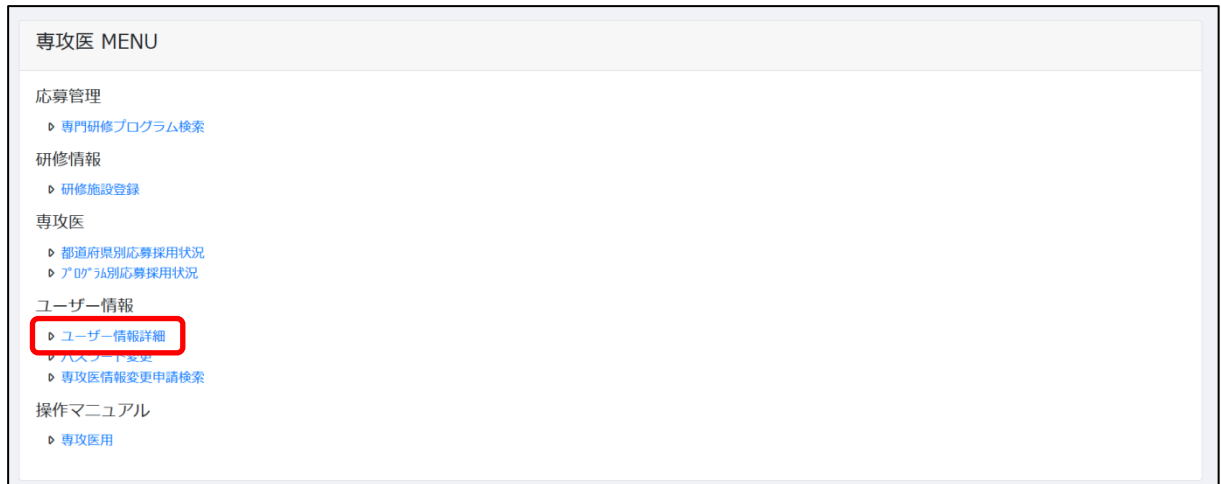 専攻医 MENU
応募管理
専門研修プログラム検索
研修情報
研修施設登録
専攻医
都道府県別応募採用状況
ﾌﾟﾛｸﾞﾗﾑ別応募採用状況
ユーザー情報
ユーザー情報詳細
パスワード変更
専攻医情報変更申請検索
操作マニュアル
専攻医用